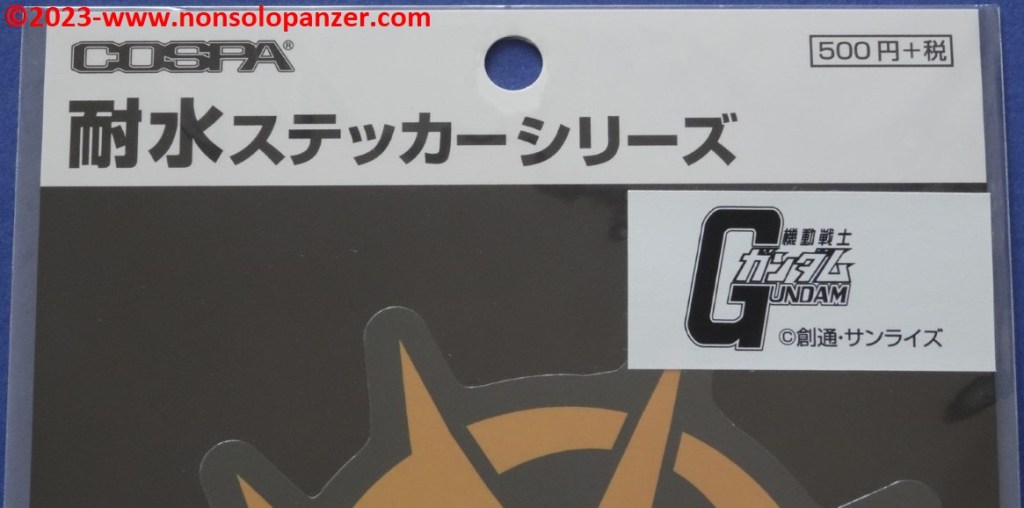 ©2023-www.nonsolopanzer.com
COSPA®
500円+税
耐水ステッカーシリーズ
機動戦士
ガンダム
GUNDAM
©創通・サンライズ